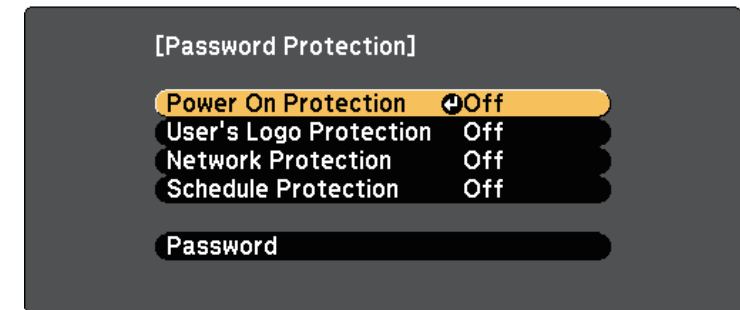 [Password Protection]
Power On Protection Off
User's Logo Protection Off
Network Protection Off
Schedule Protection Off
Password